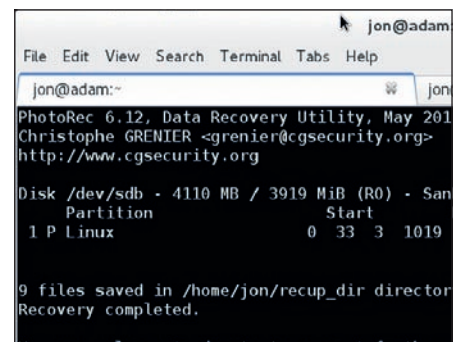 jon@adam:
File Edit View Search Terminal Tabs Help
jon@adam:~ jon
PhotoRec 6.12, Data Recovery Utility, May 201
Christophe GRENIER <grenier@cgsecurity.org>
http://www.cgsecurity.org
Disk /dev/sdb - 4110 MB / 3919 MiB (RO) - San
Partition Start
1 P Linux 0 33 3 1019
9 files saved in /home/jon/recup_dir director
Recovery completed.